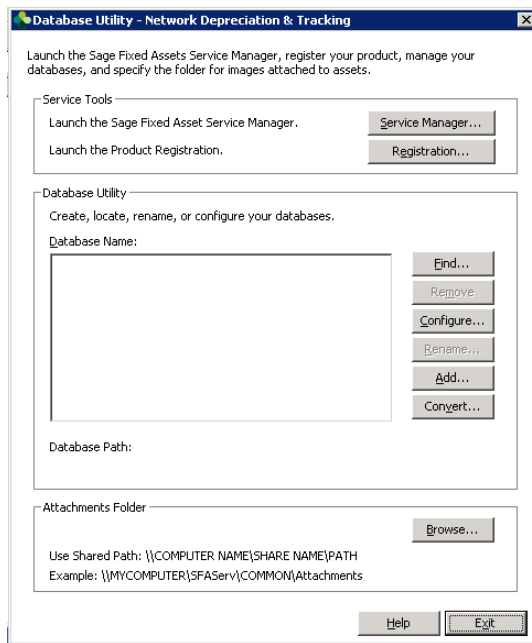 Database Utility - Network Depreciation & Tracking
Launch the Sage Fixed Assets Service Manager, register your product, manage your
databases, and specify the folder for images attached to assets.
Service Tools
Launch the Sage Fixed Asset Service Manager.
Service Manager...
Launch the Product Registration.
Registration...
Database Utility
Create, locate, rename, or configure your databases.
Database Name:
Find...
Remove
Configure...
Rename...
Add...
Convert...
Database Path:
Attachments Folder
Browse...
Use Shared Path: \\COMPUTER NAME\SHARE NAME\PATH
Example: \\MYCOMPUTER\SFAServ\COMMON\Attachments
Help
Exit